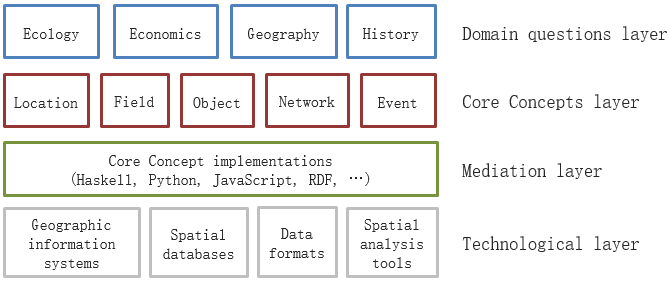 Ecology
Economics
Geography
History
Domain questions layer
Location
Field
Object
Network
Event
Core Concepts layer
Core Concept implementations
(Haskell, Python, JavaScript, RDF, …)
Mediation layer
Geographic
information
systems
Spatial
databases
Data
formats
Spatial
analysis
tools
Technological layer